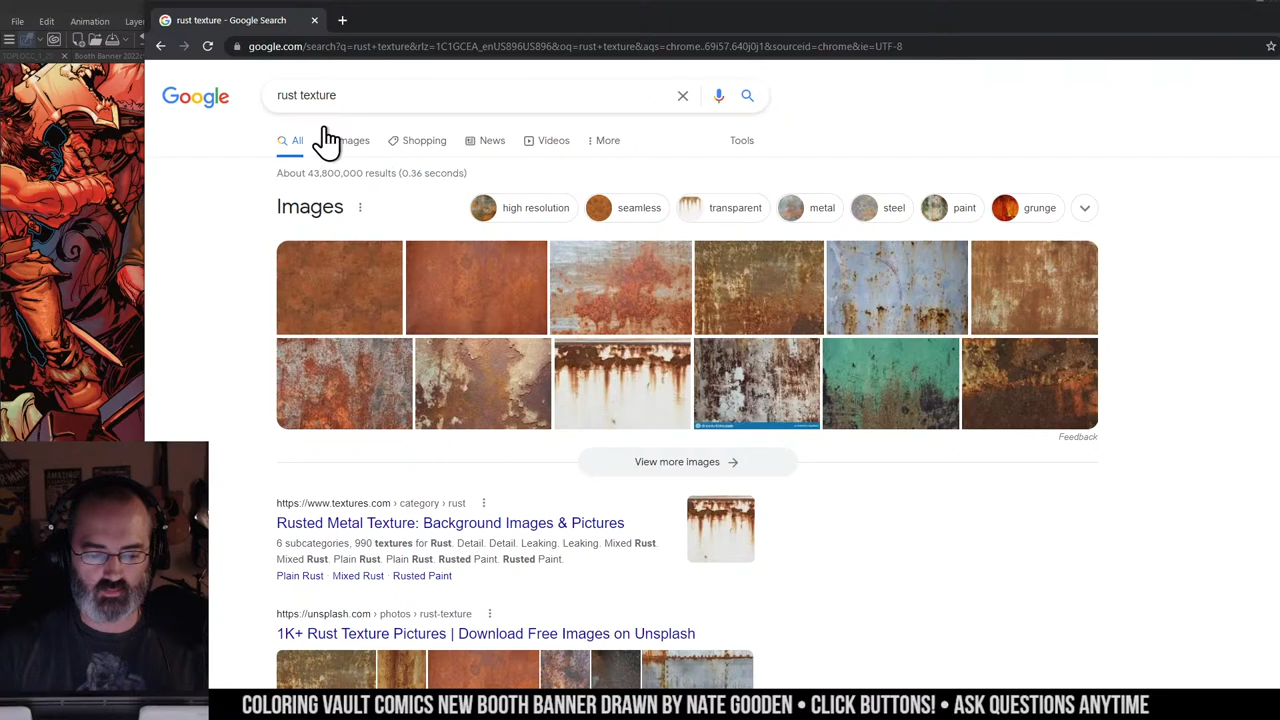 File Edit Animation Layer
rust texture - Google Search
google.com/search?q=rust+texture&rlz=1C1GCEA_enUS896US896&oq=rust+texture&aqs=chrome..69i57.640j0j1&sourceid=chrome&ie=UTF-8
Booth Banner
Google
rust texture
All Images Shopping News Videos More Tools
About 43,800,000 results (0.36 seconds)
Images
high resolution seamless transparent metal steel paint grunge
Feedback
View more images
https://www.textures.com › category › rust
Rusted Metal Texture: Background Images & Pictures
6 subcategories, 990 textures for Rust. Detail. Detail. Leaking. Leaking. Mixed Rust.
Mixed Rust. Plain Rust. Plain Rust. Rusted Paint. Rusted Paint.
Plain Rust · Mixed Rust · Rusted Paint
https://unsplash.com › photos › rust-texture
1K+ Rust Texture Pictures | Download Free Images on Unsplash
COLORING VAULT COMICS NEW BOOTH BANNER DRAWN BY NATE GOODEN • CLICK BUTTONS! • ASK QUESTIONS ANYTIME